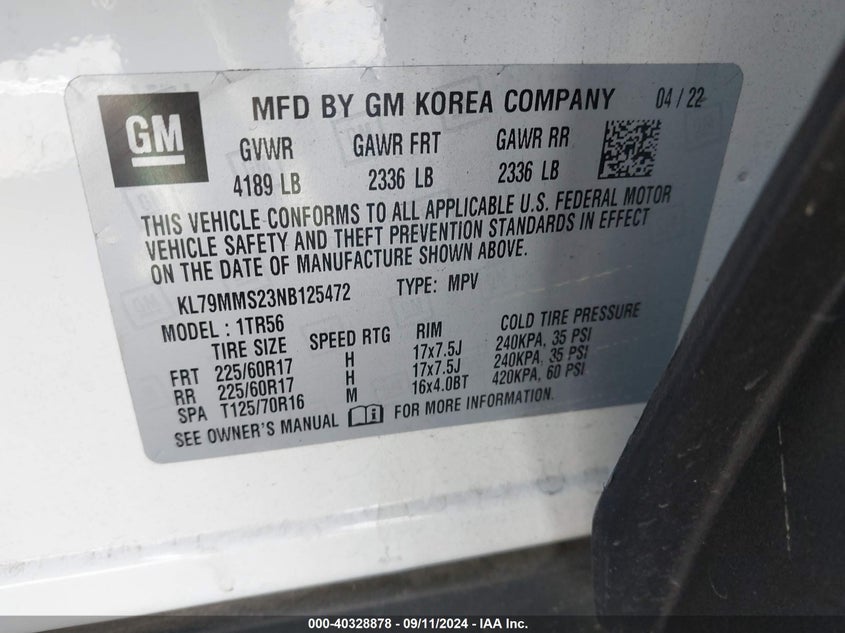 GM
MFD BY GM KOREA COMPANY 04 / 22
GVWR GAWR FRT GAWR RR
4189 LB 2336 LB 2336 LB
THIS VEHICLE CONFORMS TO ALL APPLICABLE U.S. FEDERAL MOTOR
VEHICLE SAFETY AND THEFT PREVENTION STANDARDS IN EFFECT
ON THE DATE OF MANUFACTURE SHOWN ABOVE.
KL79MMS23NB125472 TYPE: MPV
MODEL : 1TR56
TIRE SIZE SPEED RTG RIM COLD TIRE PRESSURE
FRT 225/60R17 H 17x7.5J 240KPA, 35 PSI
RR 225/60R17 H 17x7.5J 240KPA, 35 PSI
SPA T125/70R16 M 16x4.0BT 420KPA, 60 PSI
SEE OWNER'S MANUAL FOR MORE INFORMATION.
000-40328878 - 09/11/2024 - IAA Inc.